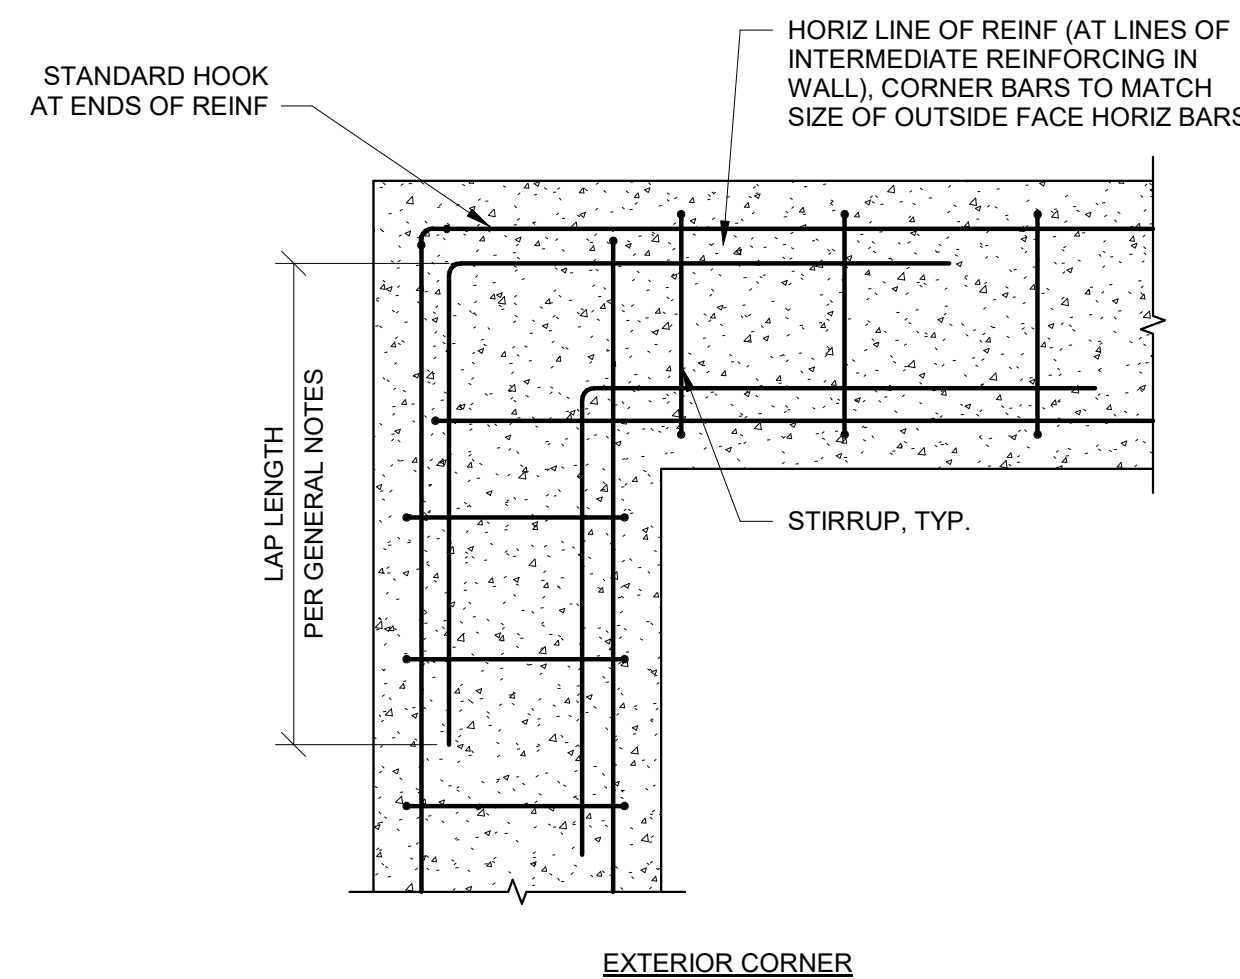 HORIZ LINE OF REINF (AT LINES OF
INTERMEDIATE REINFORCING IN
WALL), CORNER BARS TO MATCH
SIZE OF OUTSIDE FACE HORIZ BARS
STANDARD HOOK
AT ENDS OF REINF
LAP LENGTH
PER GENERAL NOTES
STIRRUP, TYP.
EXTERIOR CORNER